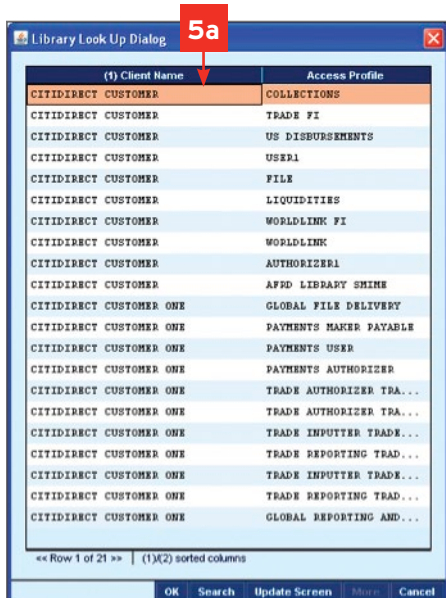 Library Look Up Dialog
5a
(1) Client Name Access Profile
CITIDIRECT CUSTOMER COLLECTIONS
CITIDIRECT CUSTOMER TRADE FI
CITIDIRECT CUSTOMER US DISBURSEMENTS
CITIDIRECT CUSTOMER USER1
CITIDIRECT CUSTOMER FILE
CITIDIRECT CUSTOMER LIQUIDITIES
CITIDIRECT CUSTOMER WORLDLINK FI
CITIDIRECT CUSTOMER WORLDLINK
CITIDIRECT CUSTOMER AUTHORIZER1
CITIDIRECT CUSTOMER AFRD LIBRARY SMIME
CITIDIRECT CUSTOMER ONE GLOBAL FILE DELIVERY
CITIDIRECT CUSTOMER ONE PAYMENTS MAKER PAYABLE
CITIDIRECT CUSTOMER ONE PAYMENTS USER
CITIDIRECT CUSTOMER ONE PAYMENTS AUTHORIZER
CITIDIRECT CUSTOMER ONE TRADE AUTHORIZER TRA...
CITIDIRECT CUSTOMER ONE TRADE AUTHORIZER TRA...
CITIDIRECT CUSTOMER ONE TRADE INPUTTER TRADE...
CITIDIRECT CUSTOMER ONE TRADE REPORTING TRAD...
CITIDIRECT CUSTOMER ONE TRADE INPUTTER TRADE...
CITIDIRECT CUSTOMER ONE TRADE REPORTING TRAD...
CITIDIRECT CUSTOMER ONE GLOBAL REPORTING AND...
<< Row 1 of 21 >> | (1)/(2) sorted columns
OK Search Update Screen More Cancel